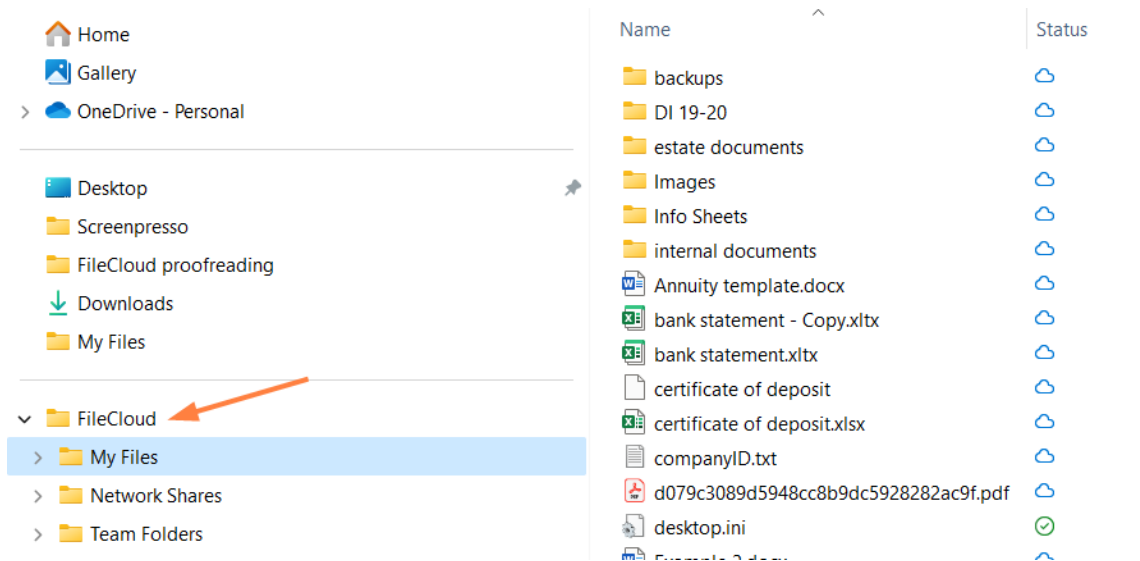 Home
Gallery
OneDrive - Personal
Desktop
Screenpresso
FileCloud proofreading
Downloads
My Files
FileCloud
My Files
Network Shares
Team Folders
Name Status
backups
DI 19-20
estate documents
Images
Info Sheets
internal documents
Annuity template.docx
bank statement - Copy.xltx
bank statement.xltx
certificate of deposit
certificate of deposit.xlsx
companyID.txt
d079c3089d5948cc8b9dc5928282ac9f.pdf
desktop.ini